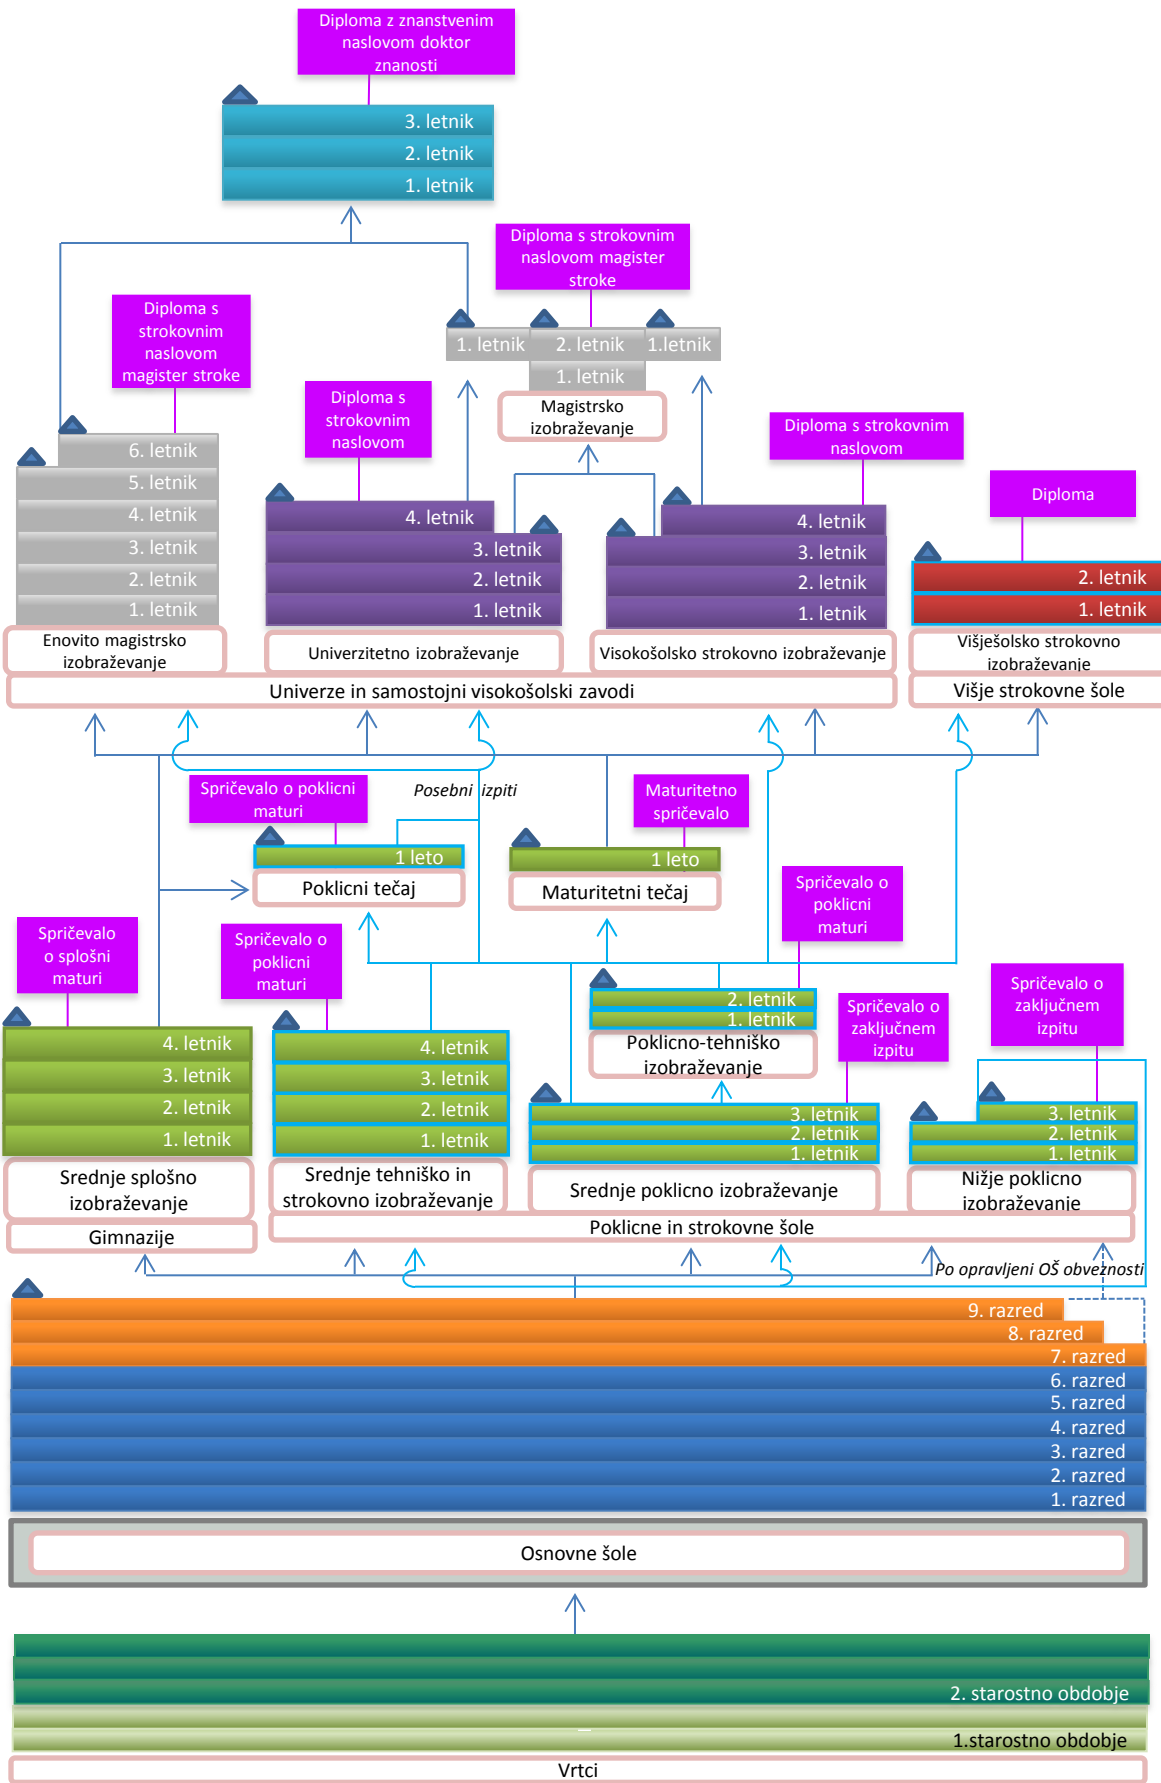 Diploma z znanstvenim
naslovom doktor
znanosti
3. letnik
2. letnik
1. letnik
Diploma s strokovnim
naslovom magister
stroke
Diploma s
strokovnim
naslovom
magister stroke
1. letnik
2. letnik
1.letnik
1. letnik
Magistrsko
izobraževanje
Diploma s
strokovnim
naslovom
Diploma s strokovnim
naslovom
Diploma
6. letnik
5. letnik
4. letnik
3. letnik
2. letnik
1. letnik
4. letnik
3. letnik
2. letnik
1. letnik
4. letnik
3. letnik
2. letnik
1. letnik
2. letnik
1. letnik
Enovito magistrsko
izobraževanje
Univerzitetno izobraževanje
Visokošolsko strokovno izobraževanje
Višješolsko strokovno
izobraževanje
Univerze in samostojni visokošolski zavodi
Višje strokovne šole
Spričevalo o poklicni
maturi
Posebni izpiti
Maturitetno
spričevalo
1 leto
Poklicni tečaj
1 leto
Maturitetni tečaj
Spričevalo o
poklicni
maturi
Spričevalo
o splošni
maturi
Spričevalo o
poklicni
maturi
2. letnik
1. letnik
Poklicno-tehniško
izobraževanje
Spričevalo o
zaključnem
izpitu
Spričevalo o
zaključnem
izpitu
4. letnik
3. letnik
2. letnik
1. letnik
4. letnik
3. letnik
2. letnik
1. letnik
3. letnik
2. letnik
1. letnik
3. letnik
2. letnik
1. letnik
Srednje splošno
izobraževanje
Srednje tehniško in
strokovno izobraževanje
Srednje poklicno izobraževanje
Nižje poklicno
izobraževanje
Gimnazije
Poklicne in strokovne šole
Po opravljeni OŠ obveznosti
9. razred
8. razred
7. razred
6. razred
5. razred
4. razred
3. razred
2. razred
1. razred
Osnovne šole
2. starostno obdobje
1.starostno obdobje
Vrtci